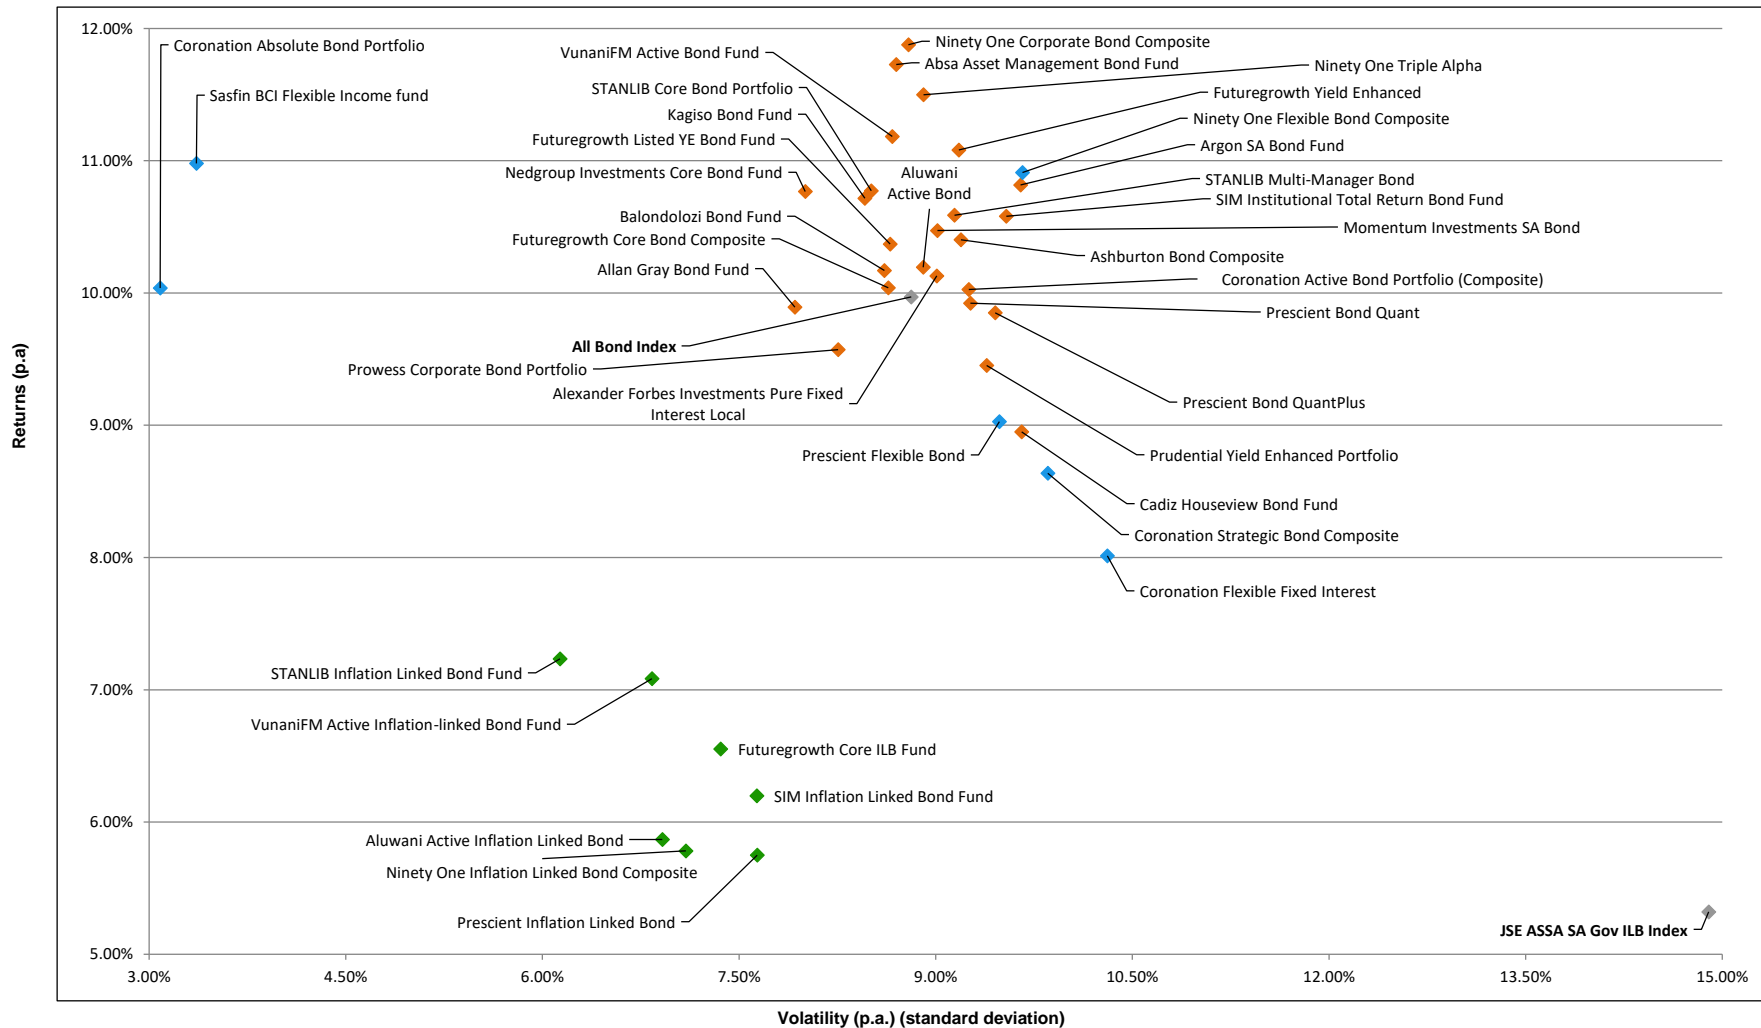 12.00%
11.00%
10.00%
9.00%
8.00%
7.00%
6.00%
5.00%
Returns (p.a)
Coronation Absolute Bond Portfolio
Sasfin BCI Flexible Income fund
VunaniFM Active Bond Fund
STANLIB Core Bond Portfolio
Kagiso Bond Fund
Futuregrowth Listed YE Bond Fund
Nedgroup Investments Core Bond Fund
Balondolozi Bond Fund
Futuregrowth Core Bond Composite
Allan Gray Bond Fund
All Bond Index
Prowess Corporate Bond Portfolio
Alexander Forbes Investments Pure Fixed
Interest Local
Aluwani
Active Bond
Ninety One Corporate Bond Composite
Absa Asset Management Bond Fund
Ninety One Triple Alpha
Futuregrowth Yield Enhanced
Ninety One Flexible Bond Composite
Argon SA Bond Fund
STANLIB Multi-Manager Bond
SIM Institutional Total Return Bond Fund
Momentum Investments SA Bond
Ashburton Bond Composite
Coronation Active Bond Portfolio (Composite)
Prescient Bond Quant
Prescient Bond QuantPlus
Prescient Flexible Bond
Prudential Yield Enhanced Portfolio
Cadiz Houseview Bond Fund
Coronation Strategic Bond Composite
Coronation Flexible Fixed Interest
STANLIB Inflation Linked Bond Fund
VunaniFM Active Inflation-linked Bond Fund
Futuregrowth Core ILB Fund
SIM Inflation Linked Bond Fund
Aluwani Active Inflation Linked Bond
Ninety One Inflation Linked Bond Composite
Prescient Inflation Linked Bond
JSE ASSA SA Gov ILB Index
3.00%
4.50%
6.00%
7.50%
9.00%
10.50%
12.00%
13.50%
15.00%
Volatility (p.a.) (standard deviation)